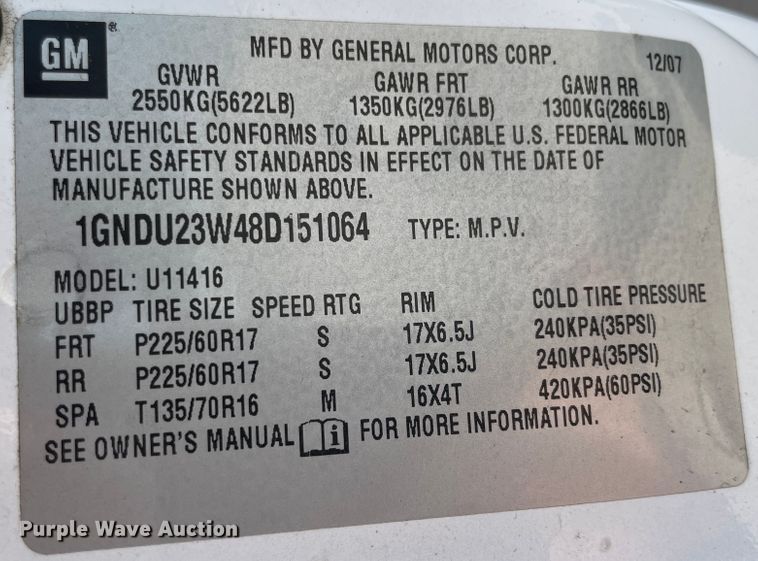 GM
MFD BY GENERAL MOTORS CORP. 12/07
GVWR GAWR FRT GAWR RR
2550KG(5622LB) 1350KG(2976LB) 1300KG(2866LB)
THIS VEHICLE CONFORMS TO ALL APPLICABLE U.S. FEDERAL MOTOR
VEHICLE SAFETY STANDARDS IN EFFECT ON THE DATE OF
MANUFACTURE SHOWN ABOVE.
1GNDU23W48D151064 TYPE: M.P.V.
MODEL: U11416
UBBP TIRE SIZE SPEED RTG RIM COLD TIRE PRESSURE
FRT P225/60R17 S 17X6.5J 240KPA(35PSI)
RR P225/60R17 S 17X6.5J 240KPA(35PSI)
SPA T135/70R16 M 16X4T 420KPA(60PSI)
SEE OWNER'S MANUAL i FOR MORE INFORMATION.
Purple Wave Auction